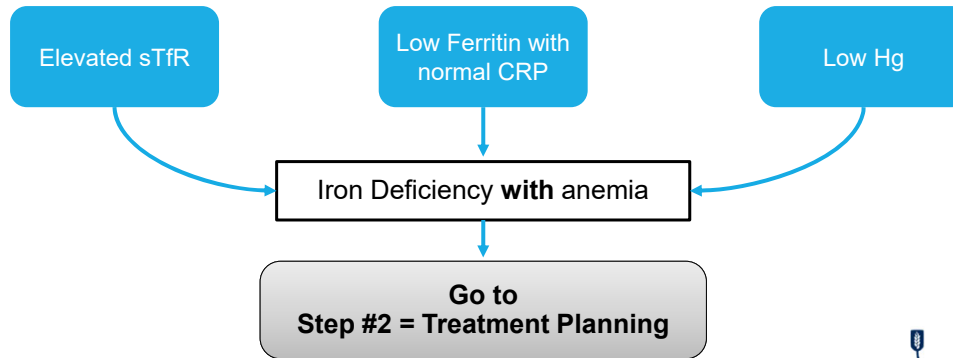 Elevated sTfR
Low Ferritin with
normal CRP
Low Hg
Iron Deficiency with anemia
Go to
Step #2 = Treatment Planning